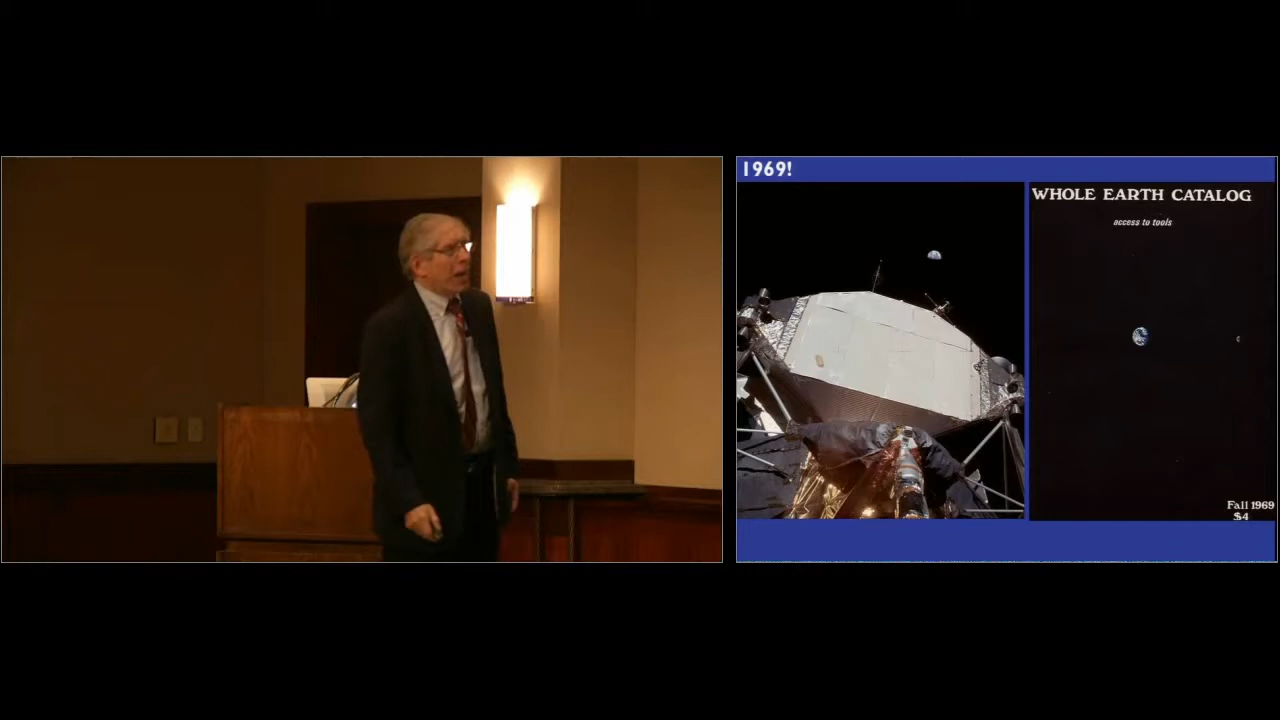 1969!
WHOLE EARTH CATALOG
access to tools
Fall 1969
$4